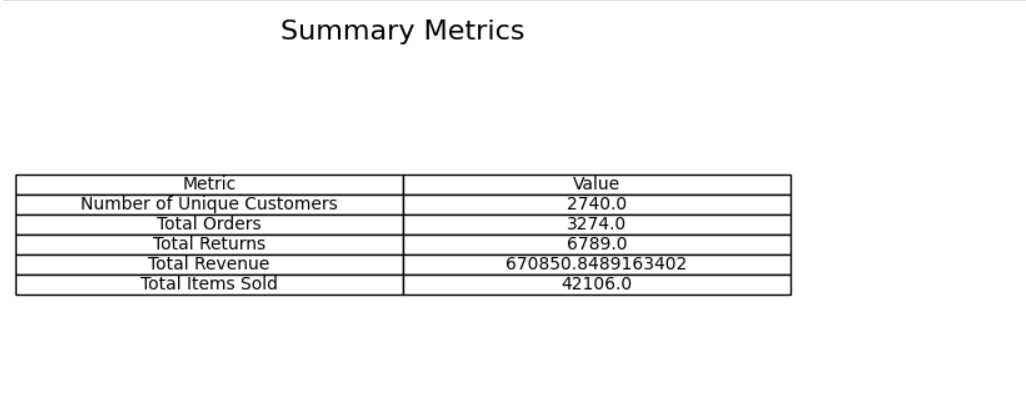 Summary Metrics
Metric Value
Number of Unique Customers 2740.0
Total Orders 3274.0
Total Returns 6789.0
Total Revenue 670850.8489163402
Total Items Sold 42106.0